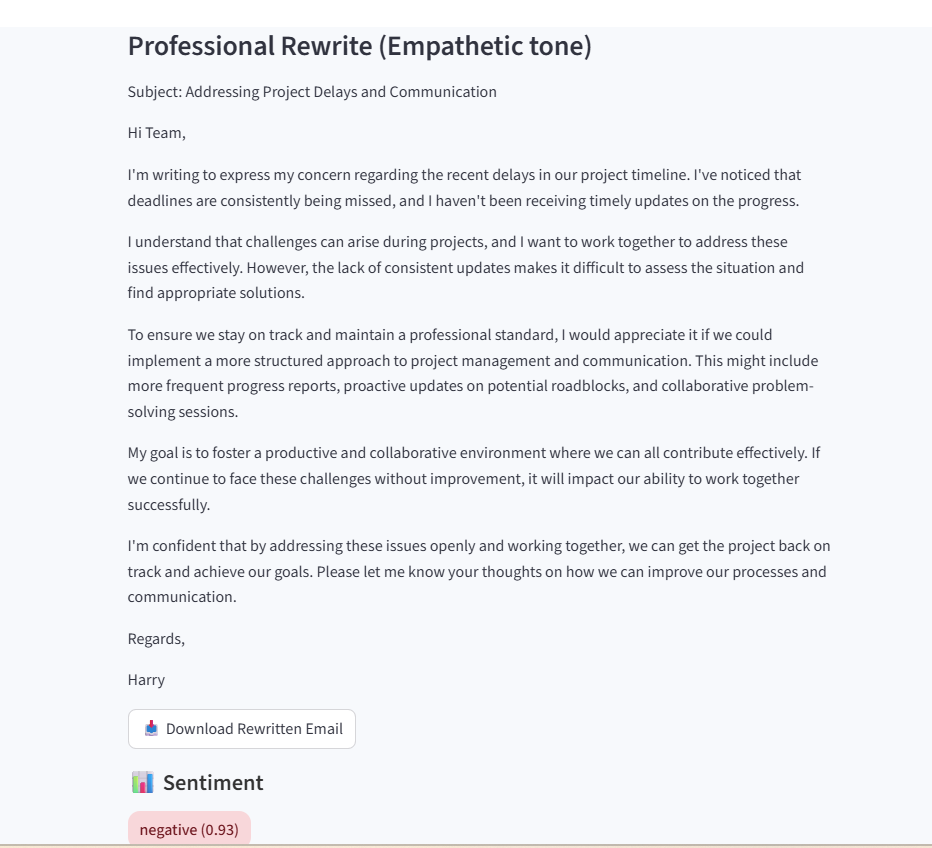 Professional Rewrite (Empathetic tone)
Subject: Addressing Project Delays and Communication
Hi Team,
I'm writing to express my concern regarding the recent delays in our project timeline. I've noticed that
deadlines are consistently being missed, and I haven't been receiving timely updates on the progress.
I understand that challenges can arise during projects, and I want to work together to address these
issues effectively. However, the lack of consistent updates makes it difficult to assess the situation and
find appropriate solutions.
To ensure we stay on track and maintain a professional standard, I would appreciate it if we could
implement a more structured approach to project management and communication. This might include
more frequent progress reports, proactive updates on potential roadblocks, and collaborative problem-
solving sessions.
My goal is to foster a productive and collaborative environment where we can all contribute effectively. If
we continue to face these challenges without improvement, it will impact our ability to work together
successfully.
I'm confident that by addressing these issues openly and working together, we can get the project back on
track and achieve our goals. Please let me know your thoughts on how we can improve our processes and
communication.
Regards,
Harry
Download Rewritten Email
Sentiment
negative (0.93)